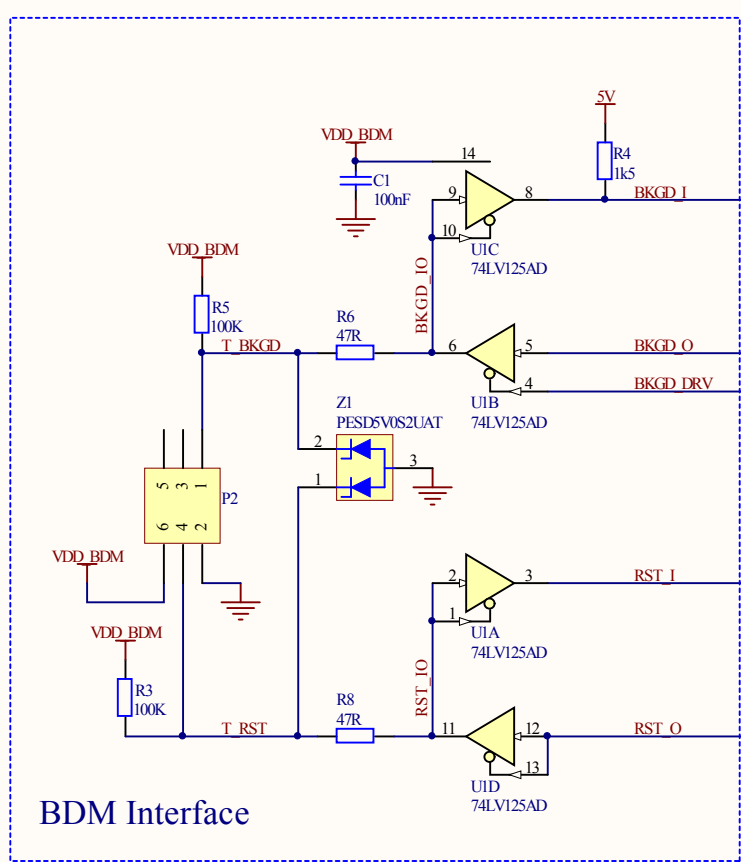 5V
VDD_BDM
14
R4
1k5
C1
100nF
9
8
BKGD_I
10
U1C
74LV125AD
VDD_BDM
BKGD_IO
R5
100K
R6
47R
T_BKGD
6
5
BKGD_O
4
BKGD_DRV
U1B
74LV125AD
Z1
PESD5V0S2UAT
2
3
1
5
3
1
P2
6
4
2
VDD_BDM
2
3
RST_I
1
U1A
74LV125AD
VDD_BDM
RST_IO
R3
100K
R8
47R
T_RST
11
12
RST_O
13
U1D
74LV125AD
BDM Interface